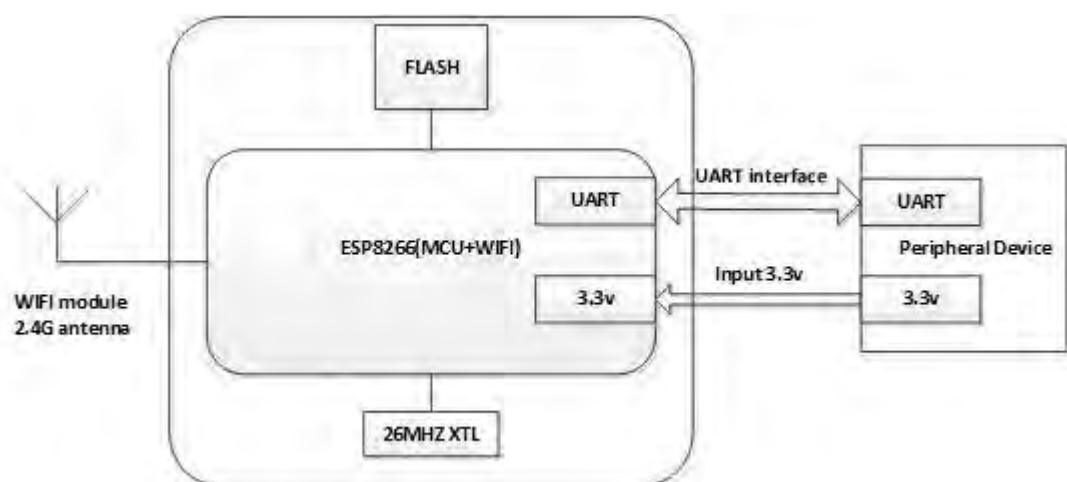 FLASH
UART interface
UART
UART
ESP8266(MCU+WIFI)
Peripheral Device
Input 3.3v
3.3v
3.3v
WIFI module
2.4G antenna
26MHZ XTL